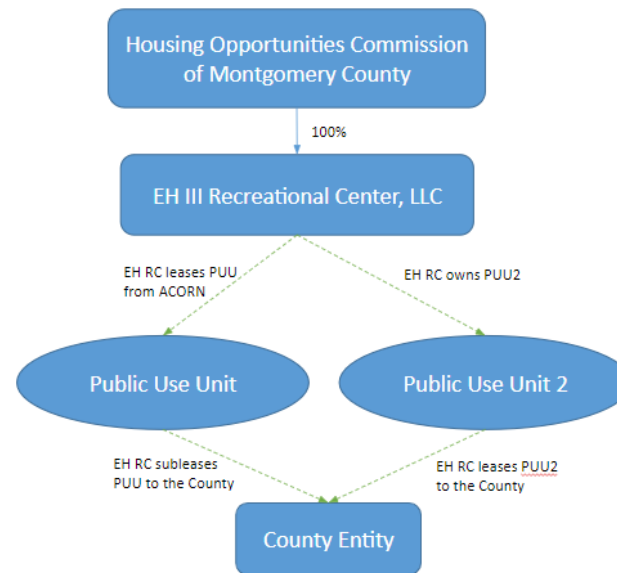 Housing Opportunities Commission
of Montgomery County
100%
EH III Recreational Center, LLC
EH RC leases PUU
from ACORN
EH RC owns PUU2
Public Use Unit
Public Use Unit 2
EH RC subleases
PUU to the County
EH RC leases PUU2
to the County
County Entity